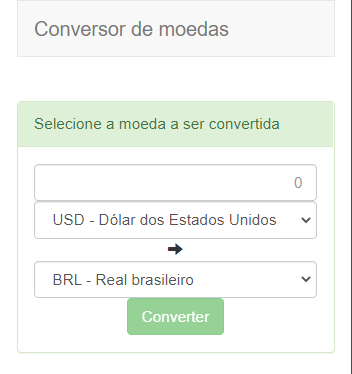 Conversor de moedas
Selecione a moeda a ser convertida
0
USD - Dólar dos Estados Unidos
BRL - Real brasileiro
Converter